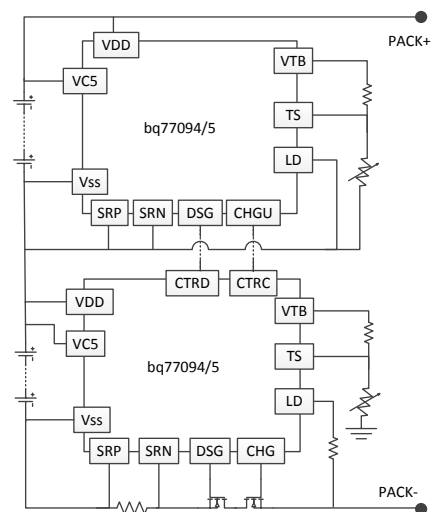 PACK+
VDD
VTB
VC5
TS
bq77094/5
LD
Vss
SRP
SRN
DSG
CHGU
CTRD
CTRC
VDD
VTB
VC5
TS
bq77094/5
LD
Vss
SRP
SRN
DSG
CHG
PACK-